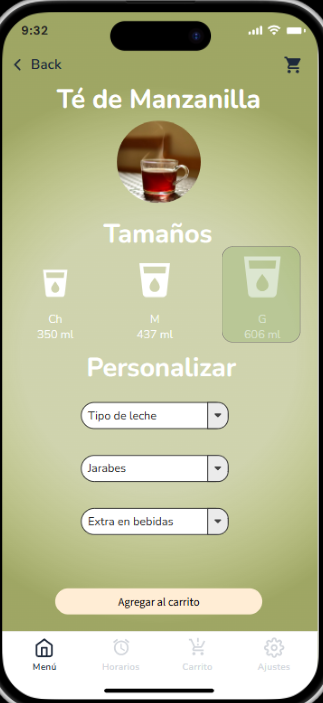 9:32
Back
Té de Manzanilla
Tamaños
Ch M G
350 ml 437 ml 606 ml
Personalizar
Tipo de leche
Jarabes
Extra en bebidas
Agregar al carrito
Menú Horarios Carrito Ajustes